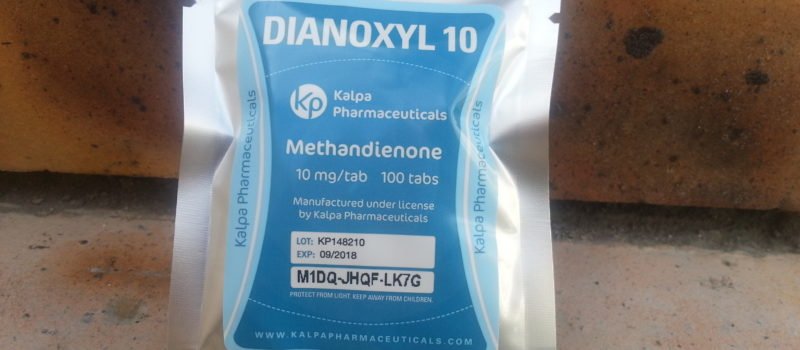 DIANOXYL 10
Kp
Kalpa
Pharmaceuticals
Methandienone
10 mg/tab 100 tabs
Manufactured under license
by Kalpa Pharmaceuticals
LOT: KP148210
EXP: 09/2018
M1DQ-JHQF-LK7G
PROTECT FROM LIGHT. KEEP AWAY FROM CHILDREN.
WWW.KALPAPHARMACEUTICALS.COM
Kalpa Pharmaceuticals
Kalpa Pharmaceuticals